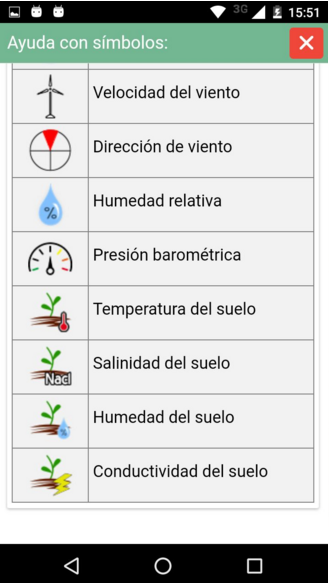 3G 15:51
Ayuda con símbolos:
Velocidad del viento
Dirección de viento
% Humedad relativa
Presión barométrica
Temperatura del suelo
Nacl Salinidad del suelo
% Humedad del suelo
Conductividad del suelo